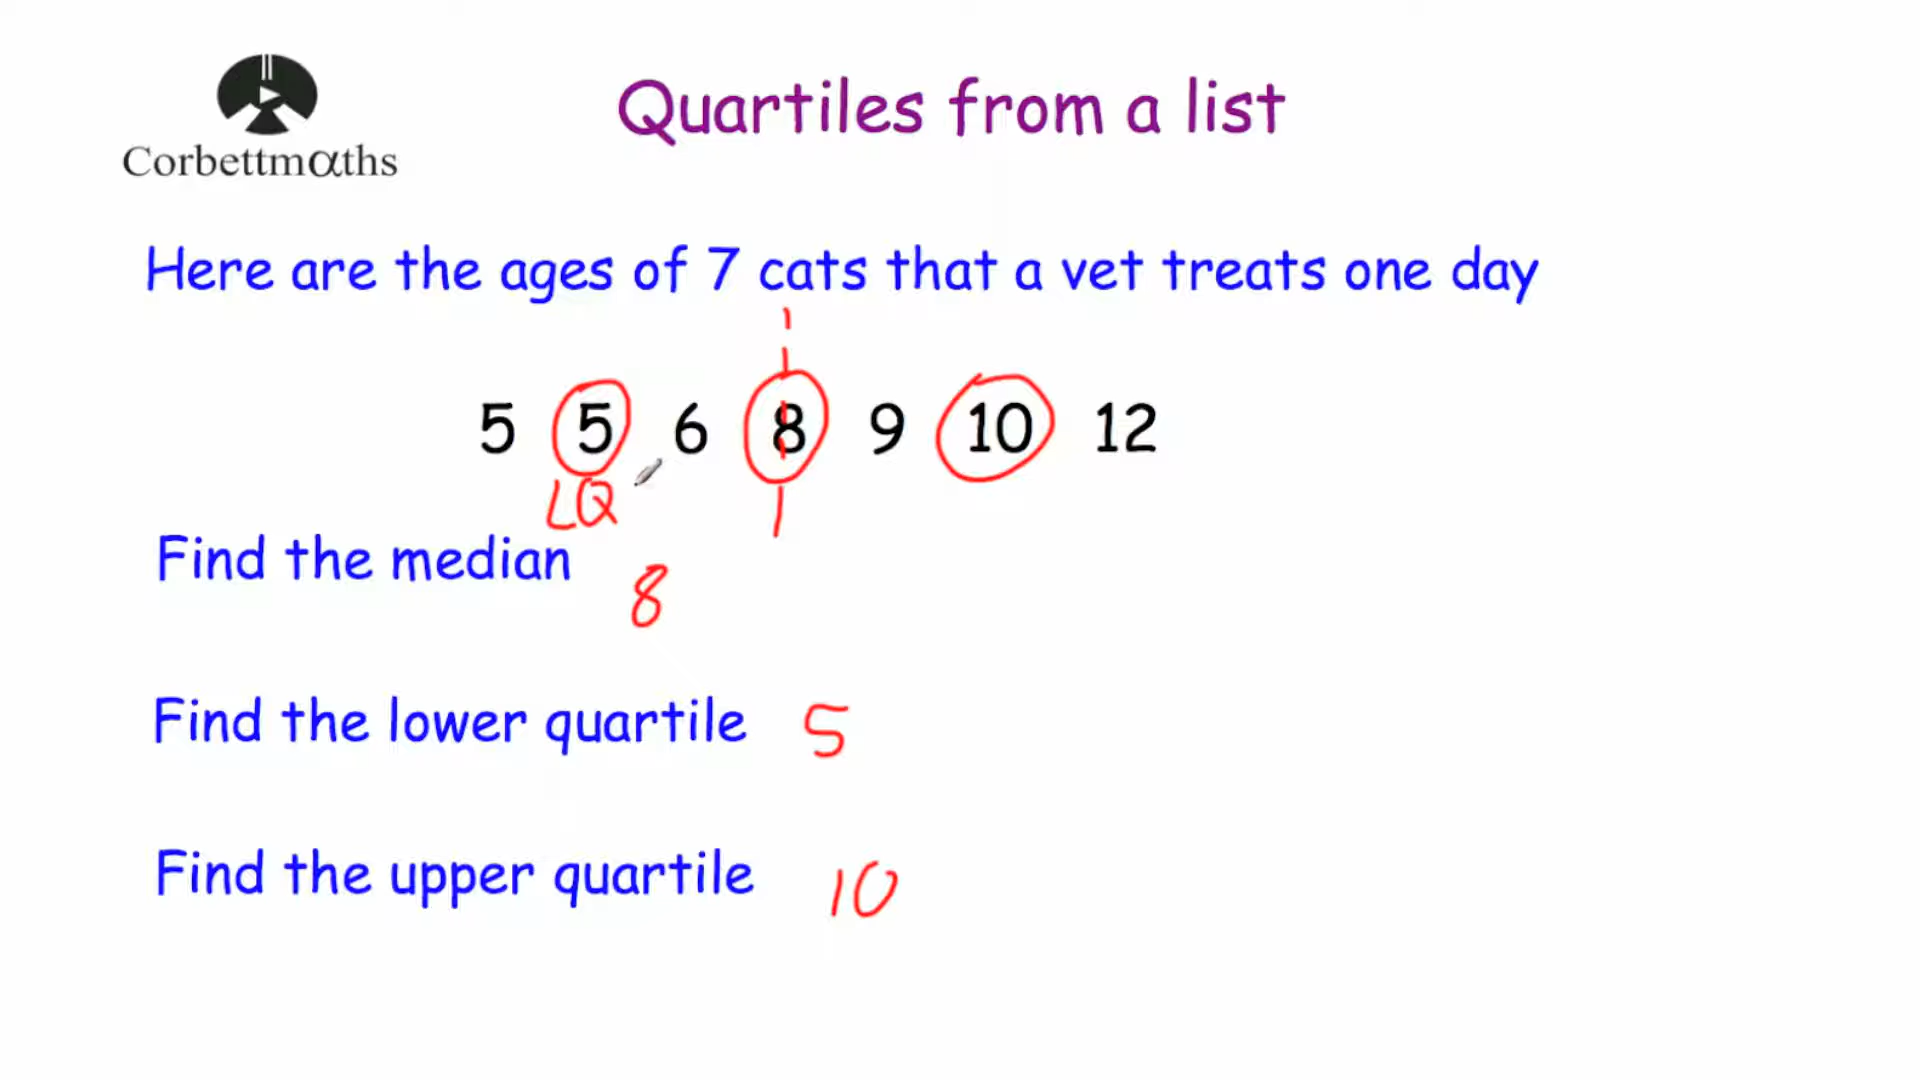 Corbettmαths
Quartiles from a list
Here are the ages of 7 cats that a vet treats one day
5 5 6 8 9 10 12
LQ
Find the median 8
Find the lower quartile 5
Find the upper quartile 10